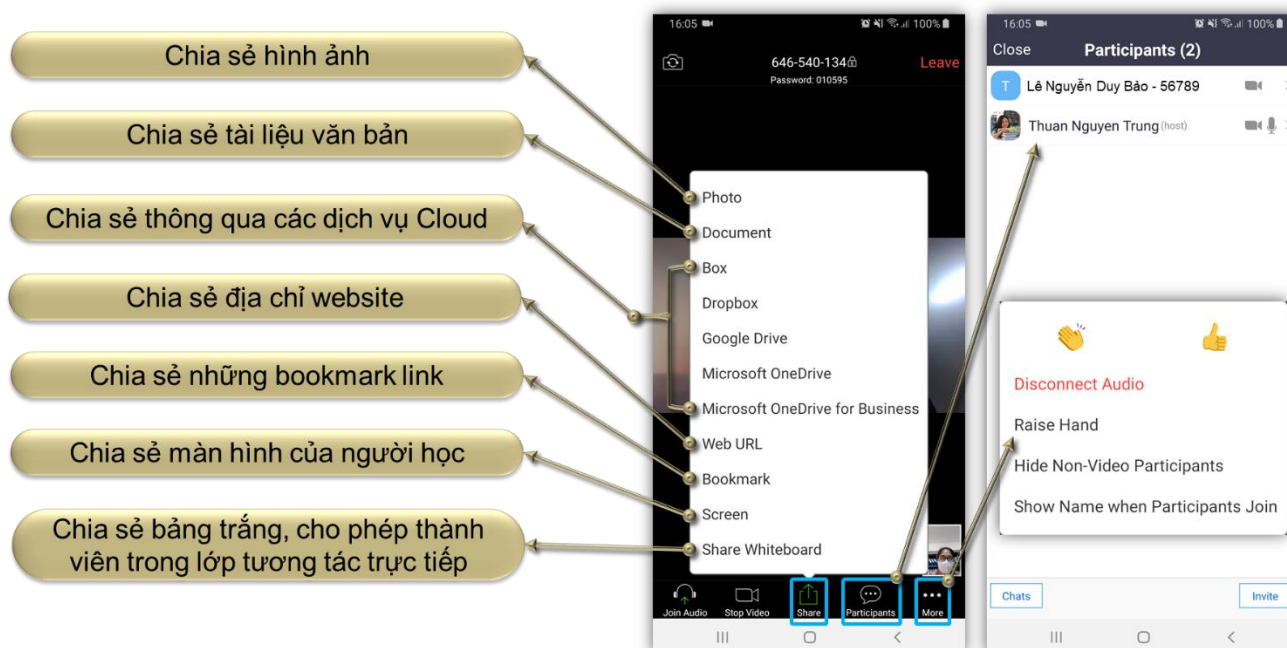 Chia sẻ hình ảnh
Chia sẻ tài liệu văn bản
Chia sẻ thông qua các dịch vụ Cloud
Chia sẻ địa chỉ website
Chia sẻ những bookmark link
Chia sẻ màn hình của người học
Chia sẻ bảng trắng, cho phép thành
viên trong lớp tương tác trực tiếp
16:05 100%
646-540-134 Leave
Password: 010595
Photo
Document
Box
Dropbox
Google Drive
Microsoft OneDrive
Microsoft OneDrive for Business
Web URL
Bookmark
Screen
Share Whiteboard
Join Audio Stop Video Share Participants More
16:05 100%
Close Participants (2)
T Lê Nguyễn Duy Bảo - 56789
Thuan Nguyen Trung (host)
Disconnect Audio
Raise Hand
Hide Non-Video Participants
Show Name when Participants Join
Chats Invite